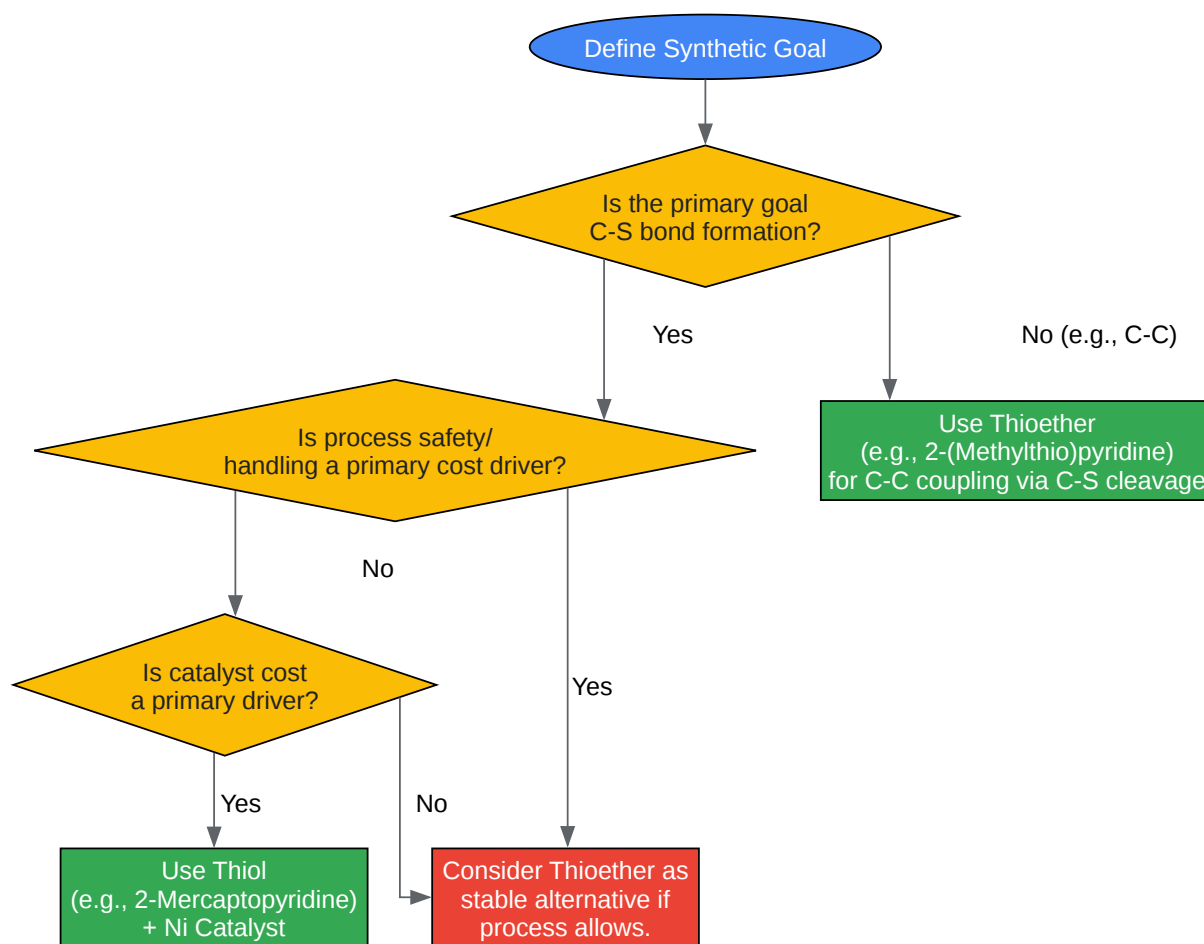 Define Synthetic Goal
Is the primary goal
C-S bond formation?
Yes
No (e.g., C-C)
Is process safety/
handling a primary cost driver?
Use Thioether
(e.g., 2-(Methylthio)pyridine)
for C-C coupling via C-S cleavage
No
Is catalyst cost
a primary driver?
Yes
Yes
No
Use Thiol
(e.g., 2-Mercaptopyridine)
+ Ni Catalyst
Consider Thioether as
stable alternative if
process allows.